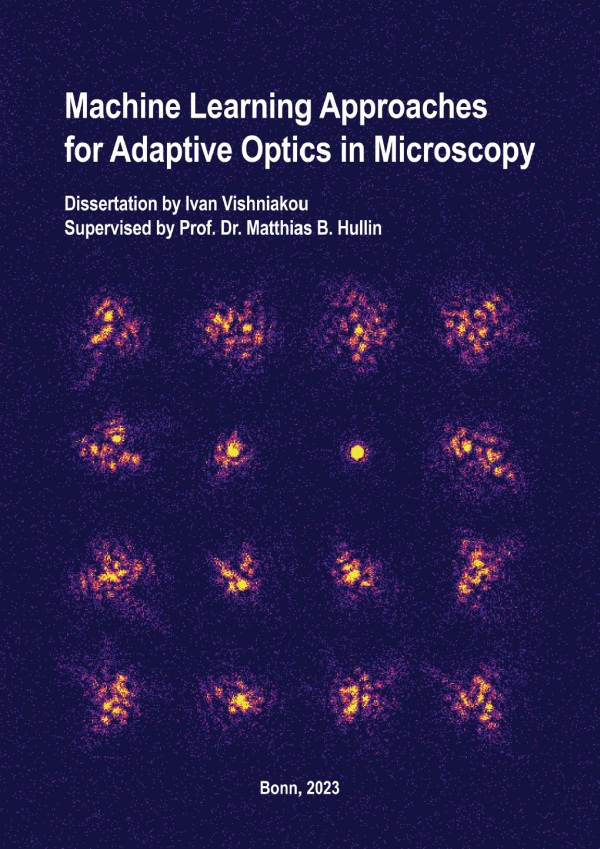 Machine Learning Approaches
for Adaptive Optics in Microscopy
Dissertation by Ivan Vishniakou
Supervised by Prof. Dr. Matthias B. Hullin
Bonn, 2023